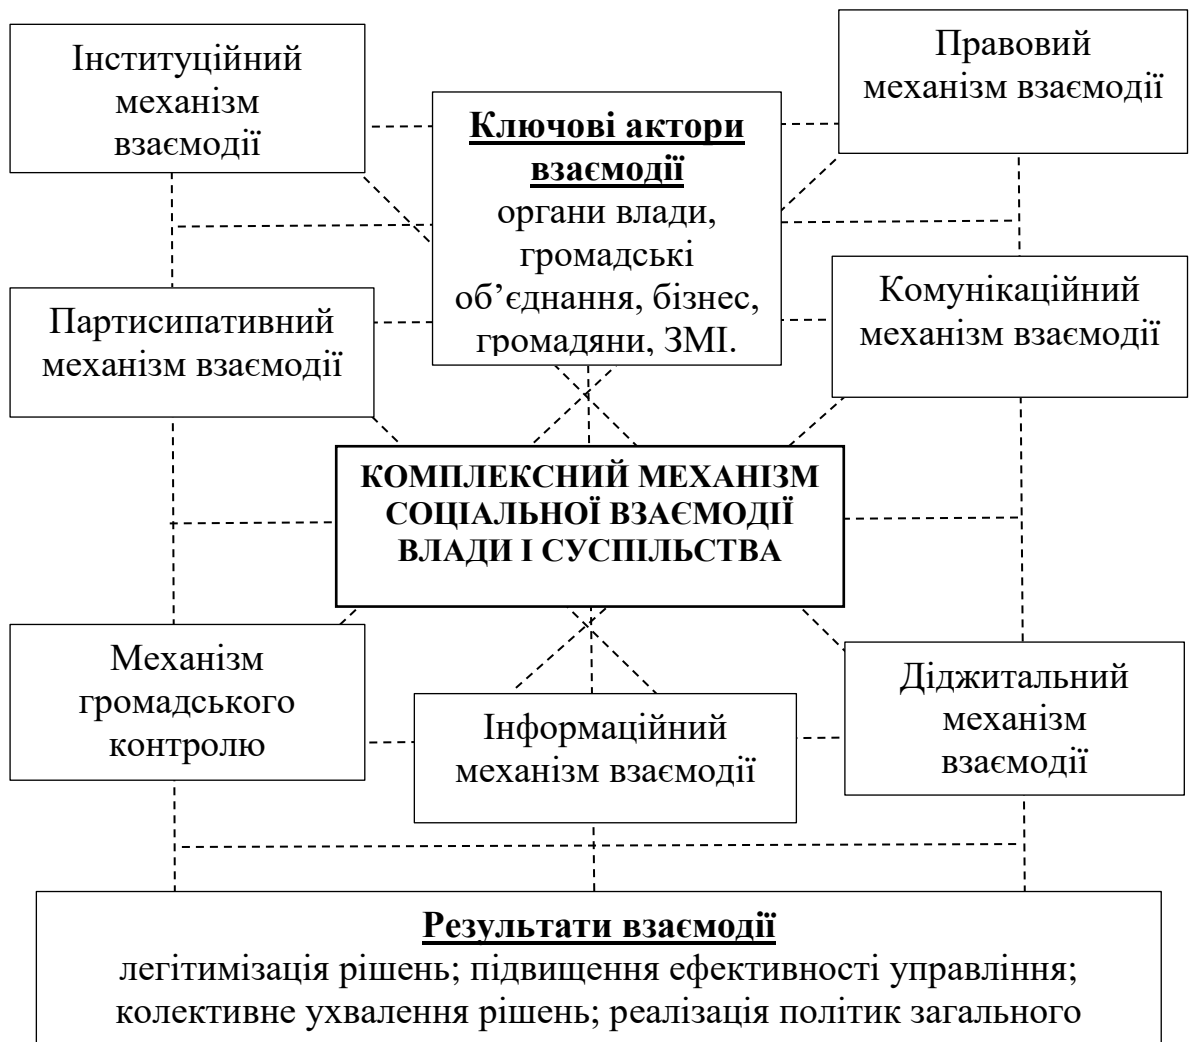 Інституційний
механізм
взаємодії
Ключові актори
взаємодії
органи влади,
громадські
об’єднання, бізнес,
громадяни, ЗМІ.
Правовий
механізм взаємодії
Партисипативний
механізм взаємодії
Комунікаційний
механізм взаємодії
КОМПЛЕКСНИЙ МЕХАНІЗМ
СОЦІАЛЬНОЇ ВЗАЄМОДІЇ
ВЛАДИ І СУСПІЛЬСТВА
Механізм
громадського
контролю
Інформаційний
механізм взаємодії
Діджитальний
механізм
взаємодії
Результати взаємодії
легітимізація рішень; підвищення ефективності управління;
колективне ухвалення рішень; реалізація політик загального